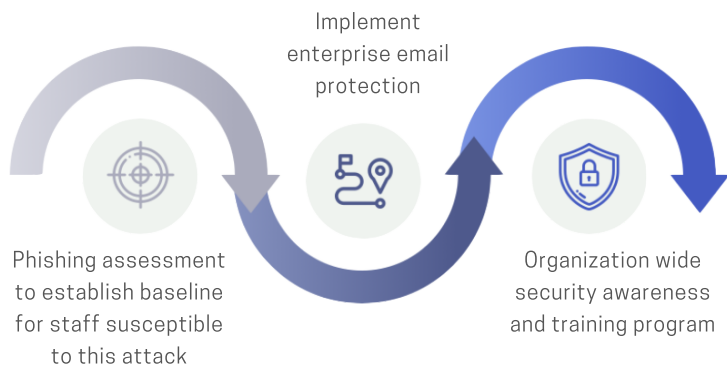 Implement
enterprise email
protection
Phishing assessment
to establish baseline
for staff susceptible
to this attack
Organization wide
security awareness
and training program